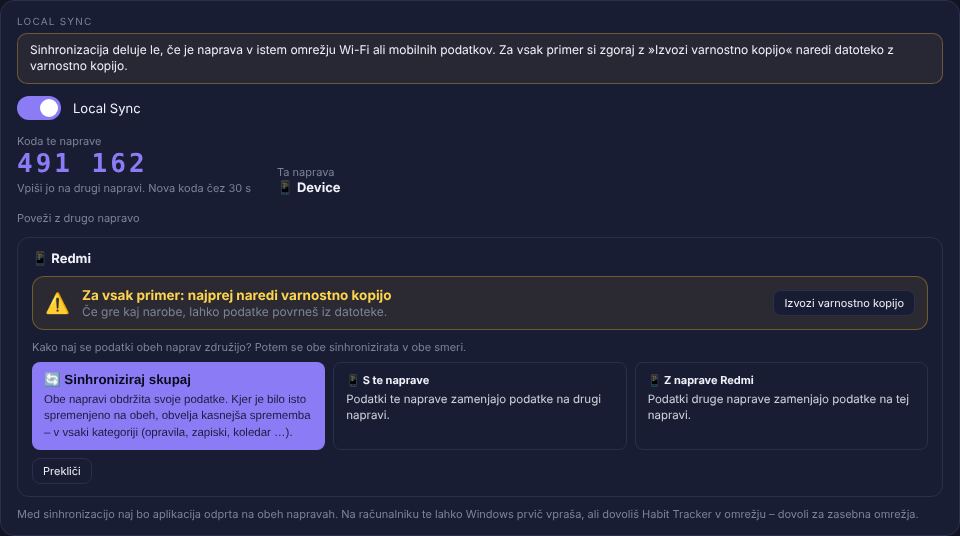 LOCAL SYNC
Sinhronizacija deluje le, če je naprava v istem omrežju Wi-Fi ali mobilnih podatkov. Za vsak primer si zgoraj z »Izvozi varnostno kopijo« naredi datoteko z
varnostno kopijo.
Local Sync
Koda te naprave
491 162
Vpiši jo na drugi napravi. Nova koda čez 30 s
Ta naprava
Device
Poveži z drugo napravo
Redmi
Za vsak primer: najprej naredi varnostno kopijo
Če gre kaj narobe, lahko podatke povrneš iz datoteke.
Izvozi varnostno kopijo
Kako naj se podatki obeh naprav združijo? Potem se obe sinhronizirata v obe smeri.
Sinhroniziraj skupaj
Obe napravi obdržita svoje podatke. Kjer je bilo isto
spremenjeno na obeh, obvelja kasnejša sprememba
– v vsaki kategoriji (opravila, zapiski, koledar …).
S te naprave
Podatki te naprave zamenjajo podatke na drugi
napravi.
Z naprave Redmi
Podatki druge naprave zamenjajo podatke na tej
napravi.
Prekliči
Med sinhronizacijo naj bo aplikacija odprta na obeh napravah. Na računalniku te lahko Windows prvič vpraša, ali dovoliš Habit Tracker v omrežju – dovoli za zasebna omrežja.